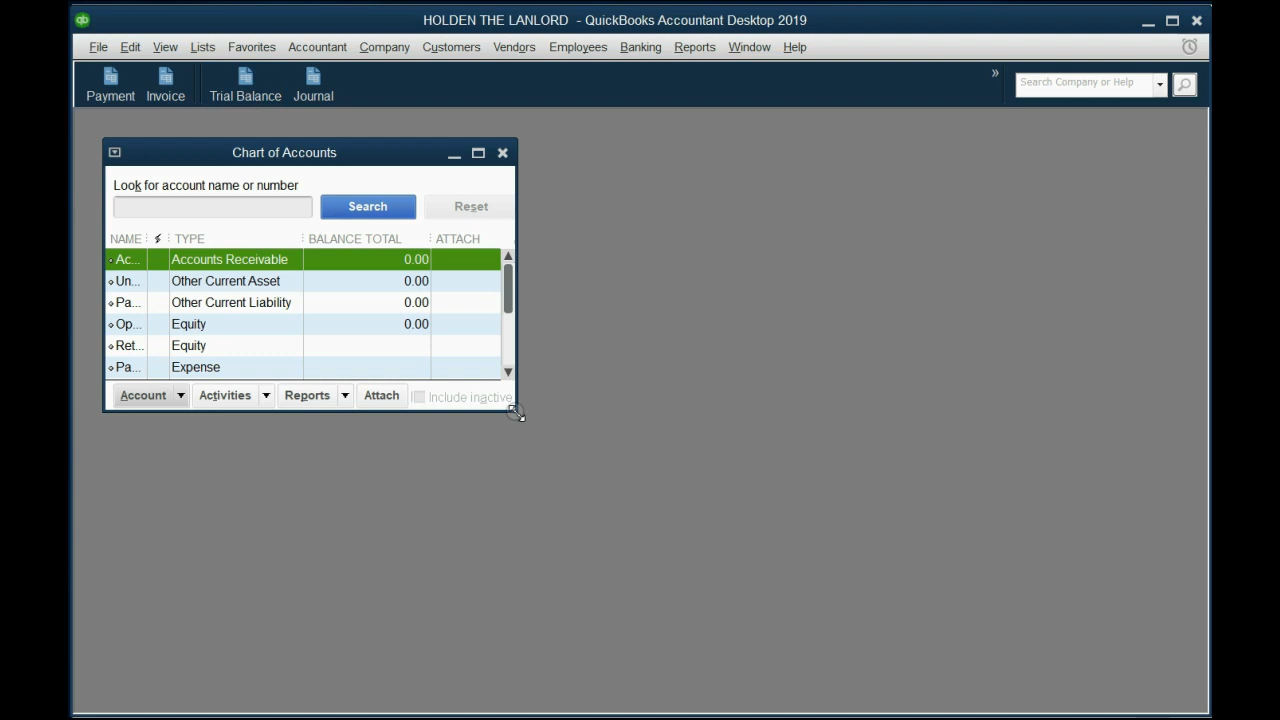 qb HOLDEN THE LANLORD - QuickBooks Accountant Desktop 2019
File Edit View Lists Favorites Accountant Company Customers Vendors Employees Banking Reports Window Help
Payment Invoice Trial Balance Journal » Search Company or Help
Chart of Accounts
Look for account name or number
Search Reset
NAME TYPE BALANCE TOTAL ATTACH
Ac... Accounts Receivable 0.00
Un... Other Current Asset 0.00
Pa... Other Current Liability 0.00
Op... Equity 0.00
Ret... Equity
Pa... Expense
Account Activities Reports Attach Include inactive